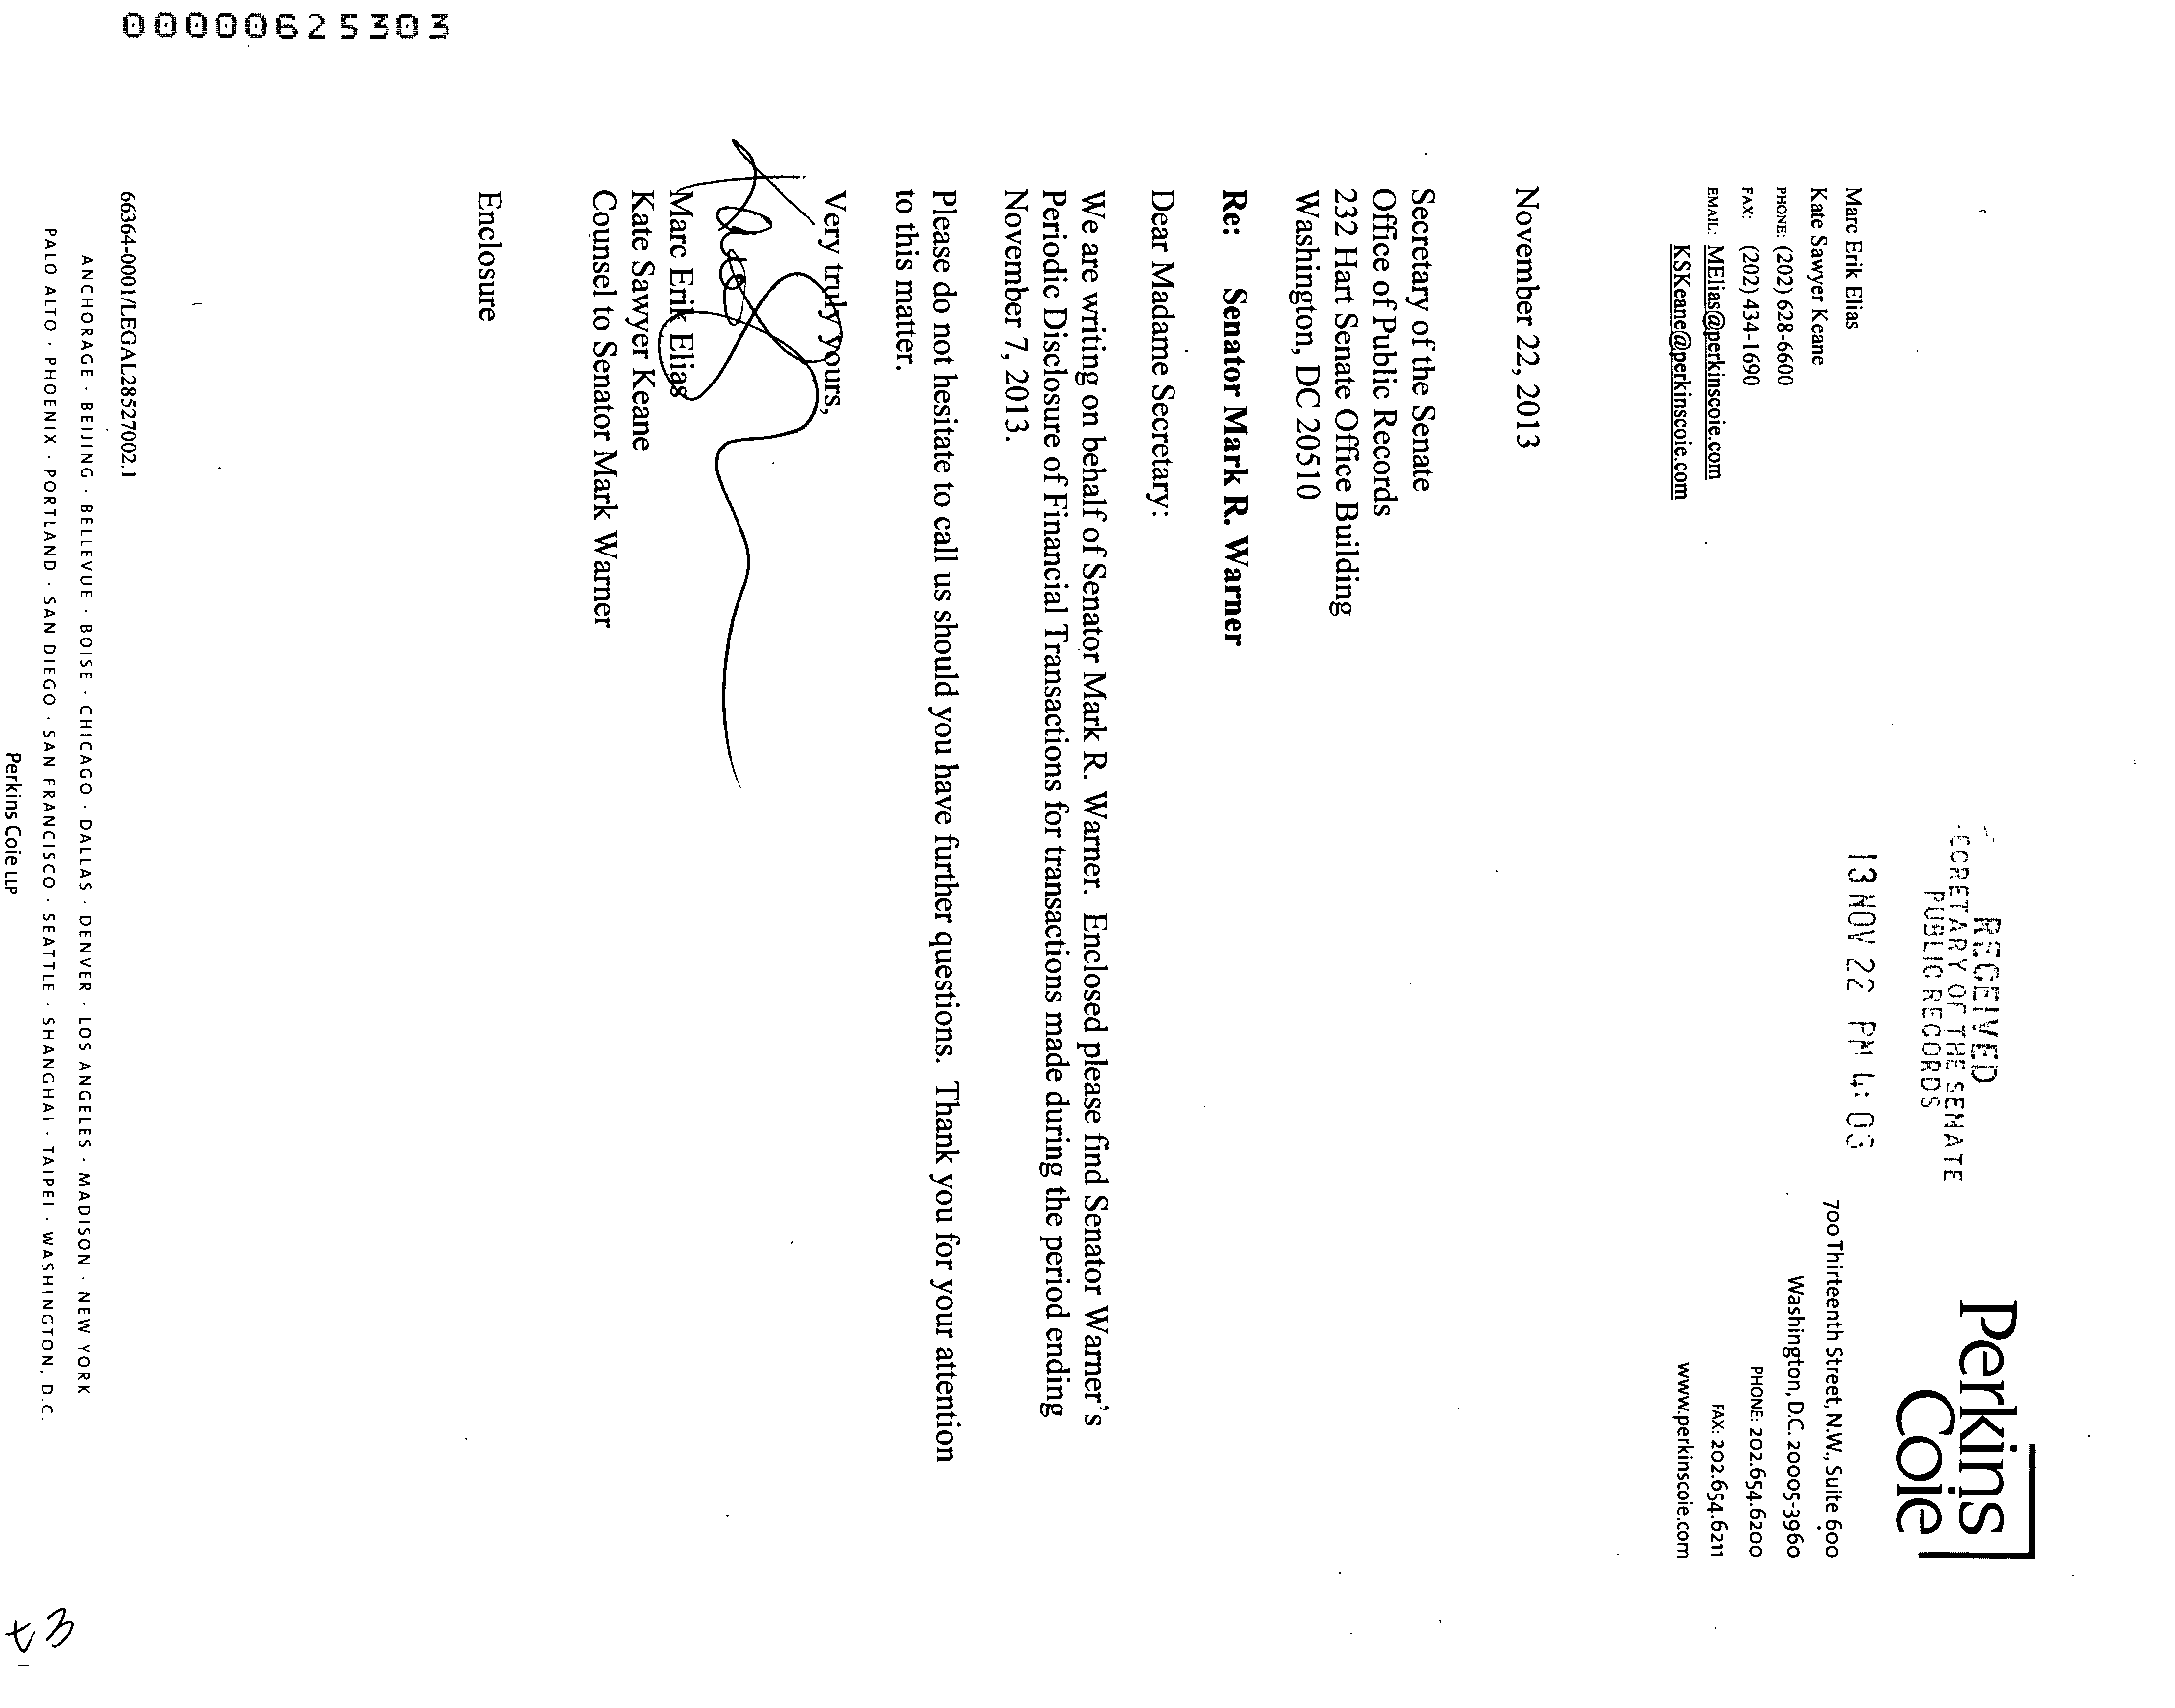 00000625303
RECEIVED
SECRETARY OF THE SENATE
PUBLIC RECORDS
13 NOV 22 PM 4:03
Perkins
Coie
Marc Erik Elias
Kate Sawyer Keane
PHONE: (202) 628-6600
FAX: (202) 434-1690
EMAIL: MElias@perkinscoie.com
KSKeane@perkinscoie.com
700 Thirteenth Street, N.W., Suite 600
Washington, D.C. 20005-3960
PHONE: 202.654.6200
FAX: 202.654.6211
www.perkinscoie.com
November 22, 2013
Secretary of the Senate
Office of Public Records
232 Hart Senate Office Building
Washington, DC 20510
Re: Senator Mark R. Warner
Dear Madame Secretary:
We are writing on behalf of Senator Mark R. Warner. Enclosed please find Senator Warner's
Periodic Disclosure of Financial Transactions for transactions made during the period ending
November 7, 2013.
Please do not hesitate to call us should you have further questions. Thank you for your attention
to this matter.
Very truly yours,
Marc Erik Elias
Kate Sawyer Keane
Counsel to Senator Mark Warner
Enclosure
66364-0001/LEGAL28527002.1
ANCHORAGE · BEIJING · BELLEVUE · BOISE · CHICAGO · DALLAS · DENVER · LOS ANGELES · MADISON · NEW YORK
PALO ALTO · PHOENIX · PORTLAND · SAN DIEGO · SAN FRANCISCO · SEATTLE · SHANGHAI · TAIPEI · WASHINGTON, D.C.
Perkins Coie LLP